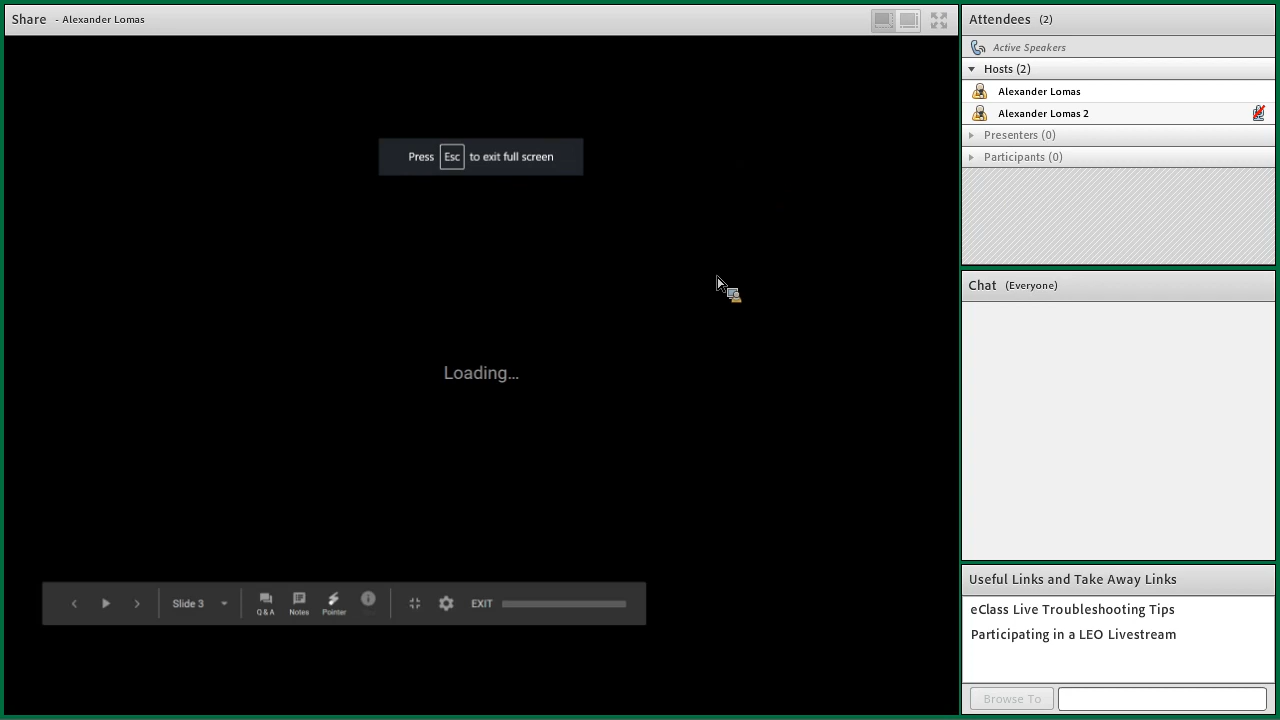 Share - Alexander Lomas
Press Esc to exit full screen
Loading...
Slide 3
Q & A
Notes
Pointer
EXIT
Attendees (2)
Active Speakers
Hosts (2)
Alexander Lomas
Alexander Lomas 2
Presenters (0)
Participants (0)
Chat (Everyone)
Useful Links and Take Away Links
eClass Live Troubleshooting Tips
Participating in a LEO Livestream
Browse To